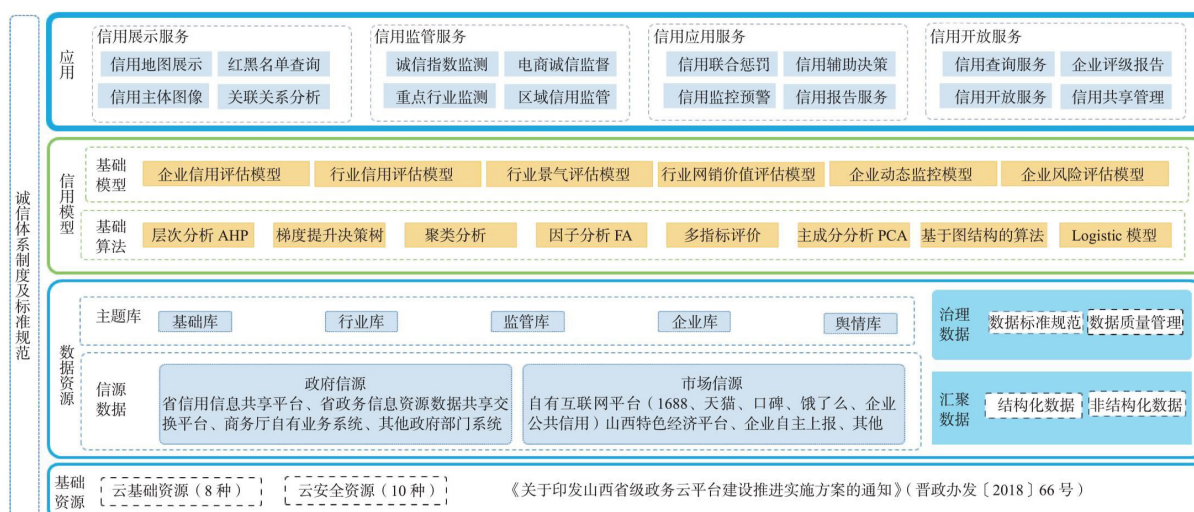 诚信体系制度及标准规范
应用
信用展示服务
信用地图展示
红黑名单查询
信用主体图像
关联关系分析
信用监管服务
诚信指数监测
电商诚信监督
重点行业监测
区域信用监管
信用应用服务
信用联合惩罚
信用辅助决策
信用监控预警
信用报告服务
信用开放服务
信用查询服务
企业评级报告
信用开放服务
信用共享管理
信用模型
基础
模型
企业信用评估模型
行业信用评估模型
行业景气评估模型
行业网销价值评估模型
企业动态监控模型
企业风险评估模型
基础
算法
层次分析 AHP
梯度提升决策树
聚类分析
因子分析 FA
多指标评价
主成分分析 PCA
基于图结构的算法
Logistic 模型
数据资源
主题库
基础库
行业库
监管库
企业库
舆情库
信源
数据
政府信源
省信用信息共享平台、省政务信息资源数据共享交
换平台、商务厅自有业务系统、其他政府部门系统
市场信源
自有互联网平台（1688、天猫、口碑、饿了么、企业
公共信用）山西特色经济平台、企业自主上报、其他
治理
数据
数据标准规范
数据质量管理
汇聚
数据
结构化数据
非结构化数据
基础
资源
云基础资源（8 种）
云安全资源（10 种）
《关于印发山西省级政务云平台建设推进实施方案的通知》（晋政办发〔2018〕66 号）